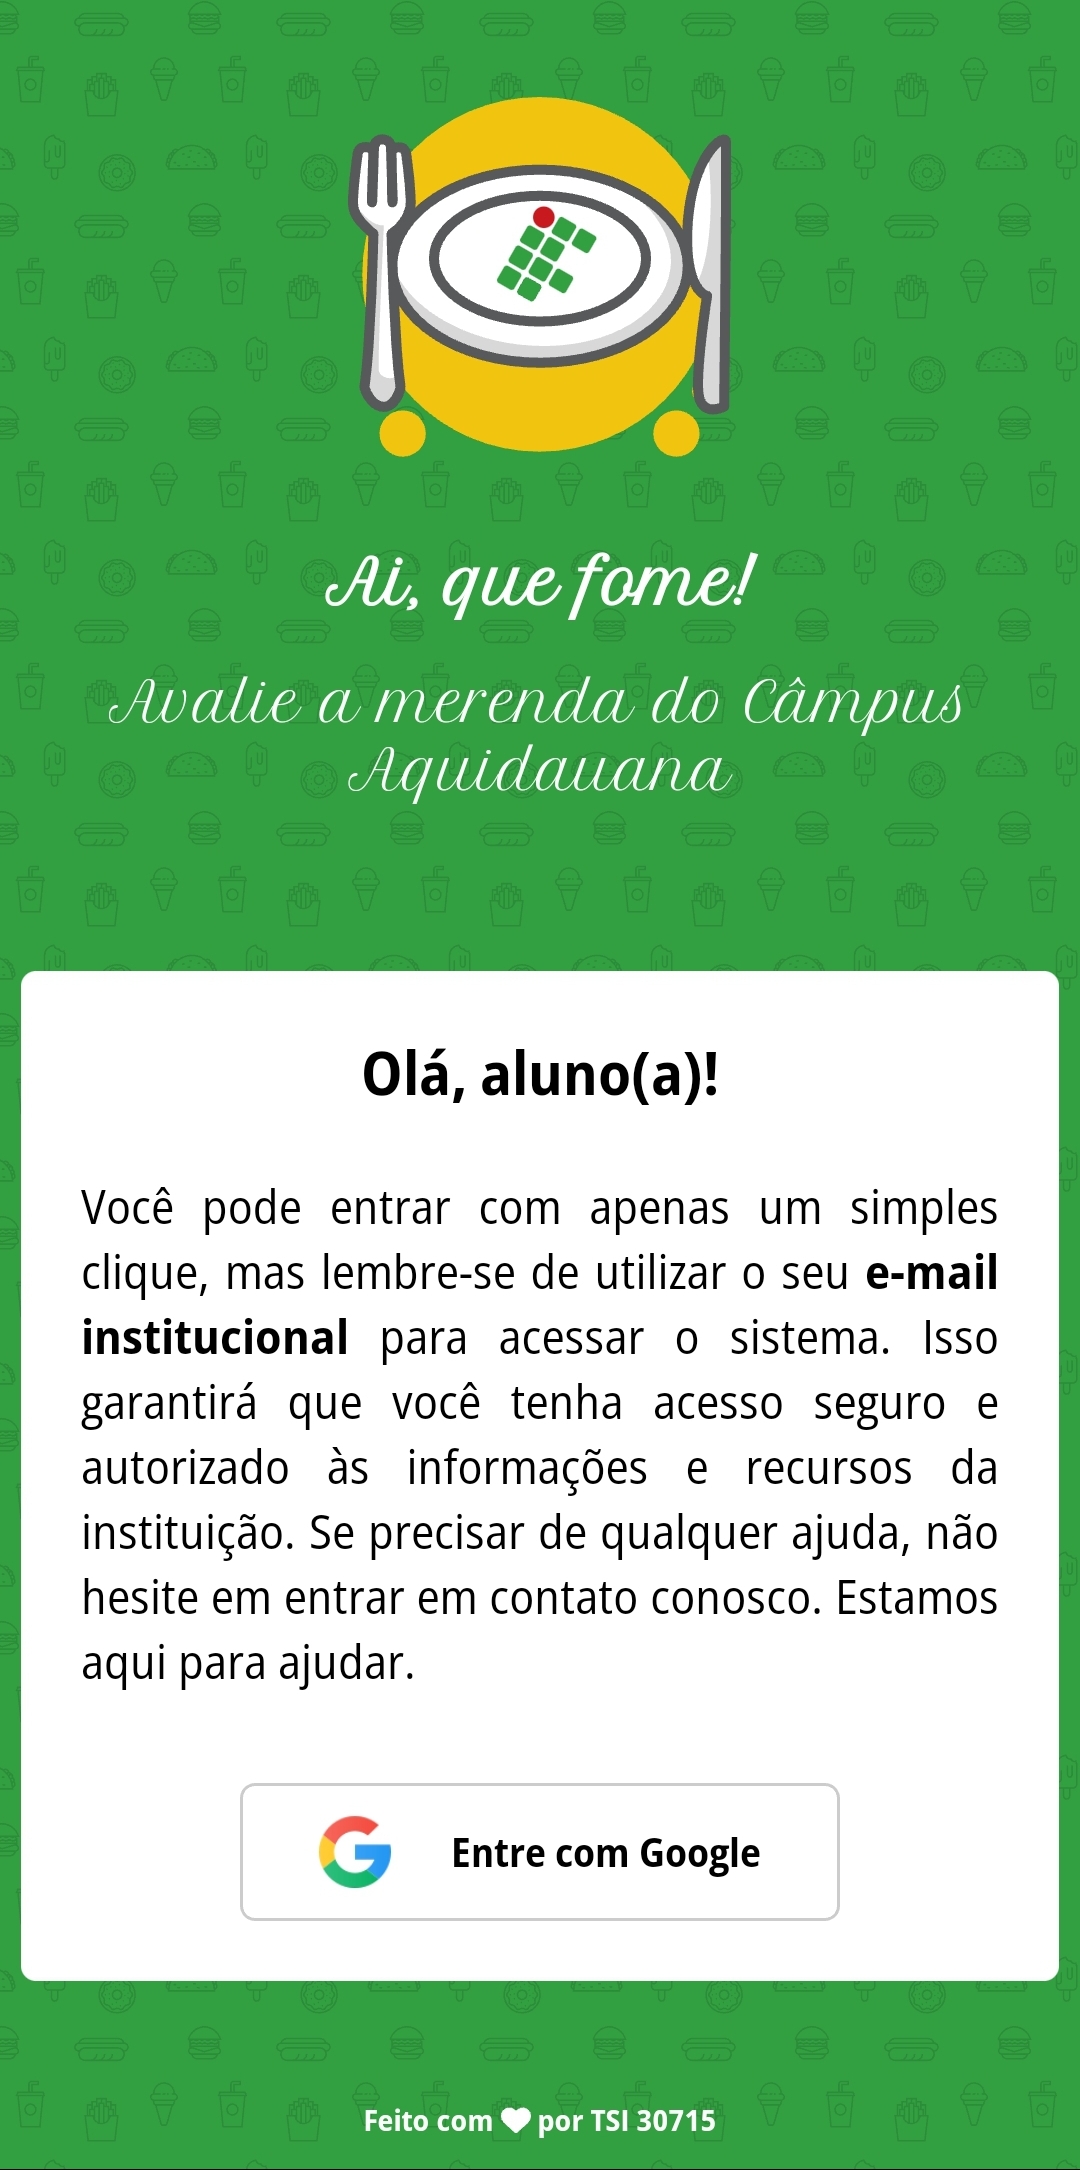 Ai, que fome!
Avalie a merenda do Câmpus
Aquidauana
Olá, aluno(a)!
Você pode entrar com apenas um simples
clique, mas lembre-se de utilizar o seu e-mail
institucional para acessar o sistema. Isso
garantirá que você tenha acesso seguro e
autorizado às informações e recursos da
instituição. Se precisar de qualquer ajuda, não
hesite em entrar em contato conosco. Estamos
aqui para ajudar.
Entre com Google
Feito com por TSI 30715